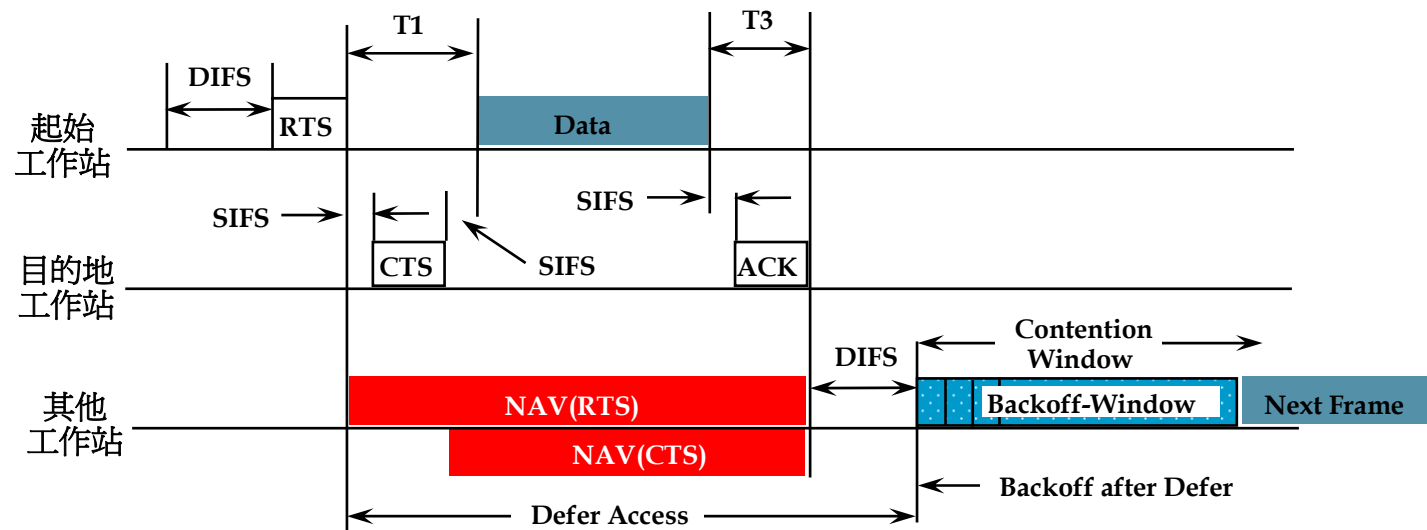 T1
T3
DIFS
RTS
Data
起始
工作站
SIFS
SIFS
CTS
SIFS
ACK
目的地
工作站
Contention
Window
DIFS
NAV(RTS)
Backoff-Window
Next Frame
其他
工作站
NAV(CTS)
Backoff after Defer
Defer Access